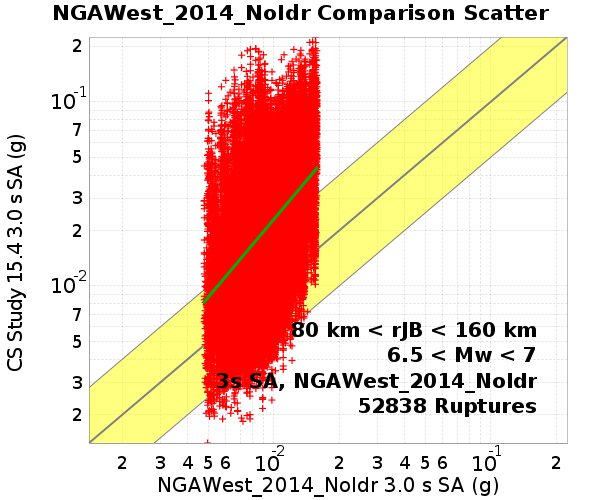 NGAWest_2014_NoIdr Comparison Scatter
CS Study 15.4 3.0 s SA (g)
2
10-1
7
5
3
2
10-2
7
5
3
2
80 km < rJB < 160 km
6.5 < Mw < 7
3s SA, NGAWest_2014_NoIdr
52838 Ruptures
2 3 4 5 6 10-2 2 3 4 5 6 7 10-1 2
NGAWest_2014_NoIdr 3.0 s SA (g)